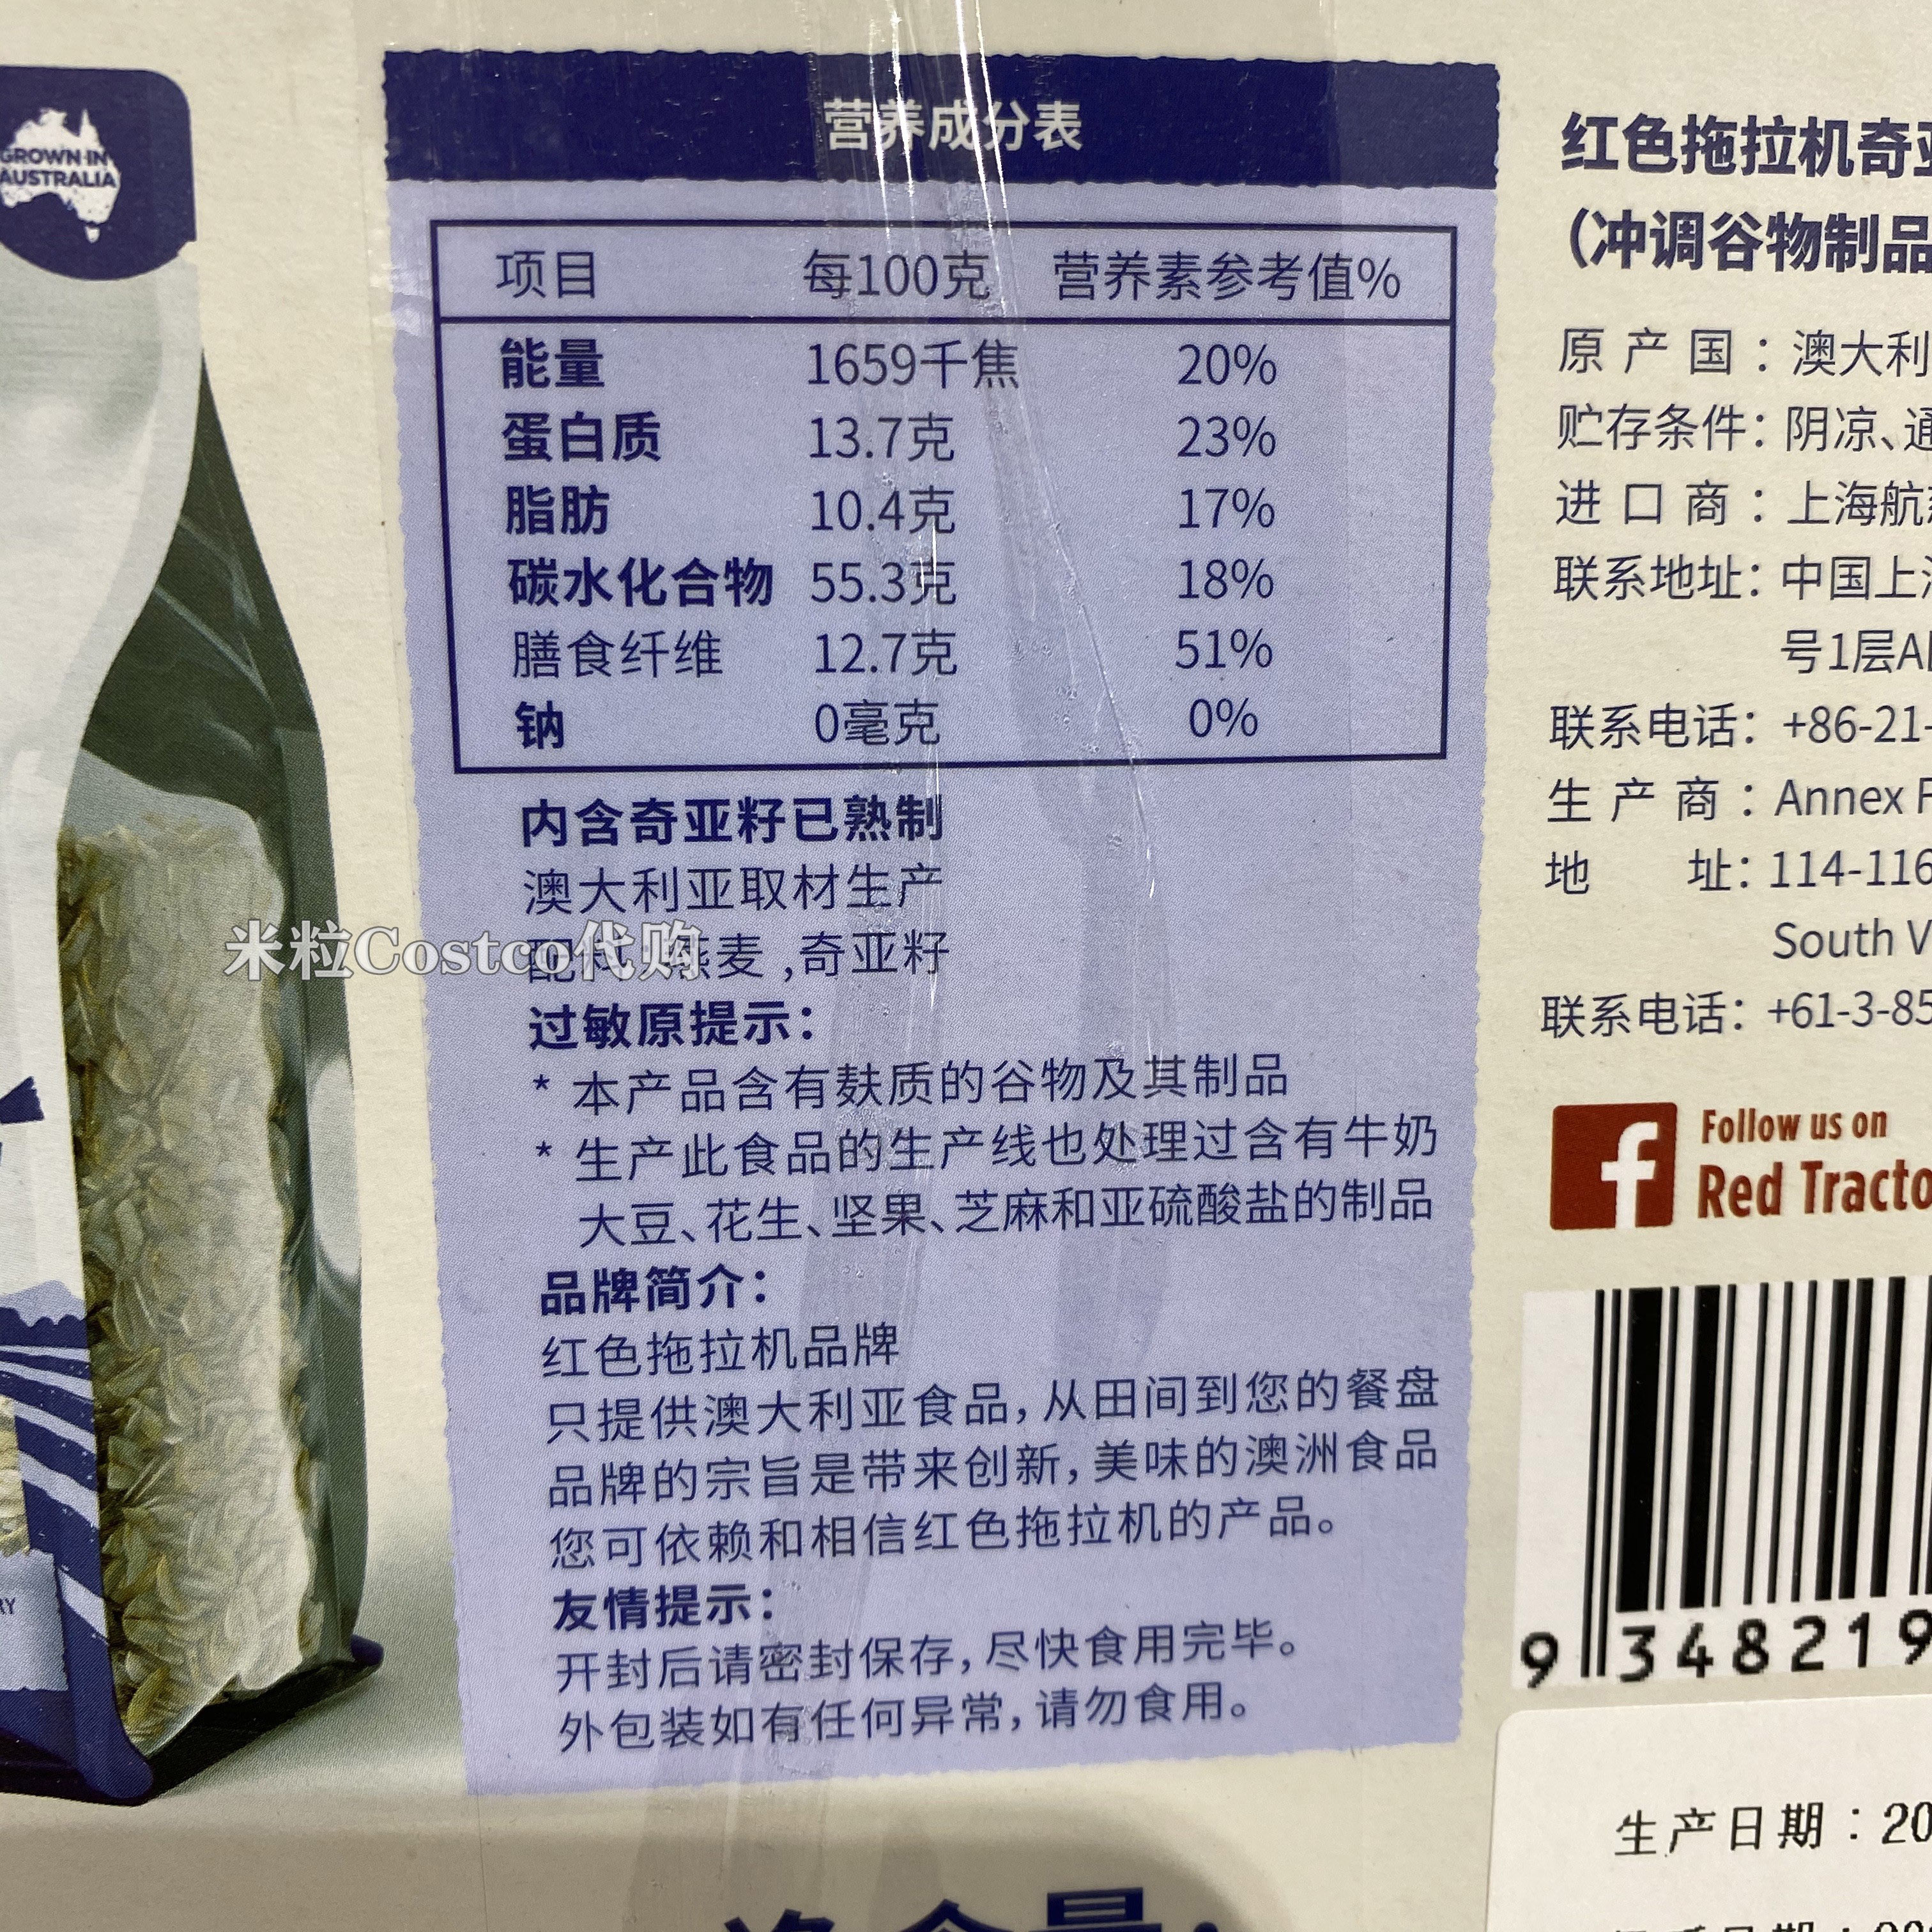 GROWN IN
AUSTRALIA
营养成分表
项目 每100克 营养素参考值%
能量 1659千焦 20%
蛋白质 13.7克 23%
脂肪 10.4克 17%
碳水化合物 55.3克 18%
膳食纤维 12.7克 51%
钠 0毫克 0%
内含奇亚籽已熟制
澳大利亚取材生产
配料:燕麦,奇亚籽
米粒Costco代购
过敏原提示:
* 本产品含有麸质的谷物及其制品
* 生产此食品的生产线也处理过含有牛奶
大豆、花生、坚果、芝麻和亚硫酸盐的制品
品牌简介:
红色拖拉机品牌
只提供澳大利亚食品,从田间到您的餐盘
品牌的宗旨是带来创新,美味的澳洲食品
您可依赖和相信红色拖拉机的产品。
友情提示:
开封后请密封保存,尽快食用完毕。
外包装如有任何异常,请勿食用。
红色拖拉机奇亚
(冲调谷物制品
原产国:澳大利
贮存条件:阴凉、通
进口商:上海航
联系地址:中国上海
号1层A
联系电话:+86-21-
生产商:Annex F
地址:114-116
South V
联系电话:+61-3-85
Follow us on
Red Tracto
9 348219
生产日期:20
净含量: